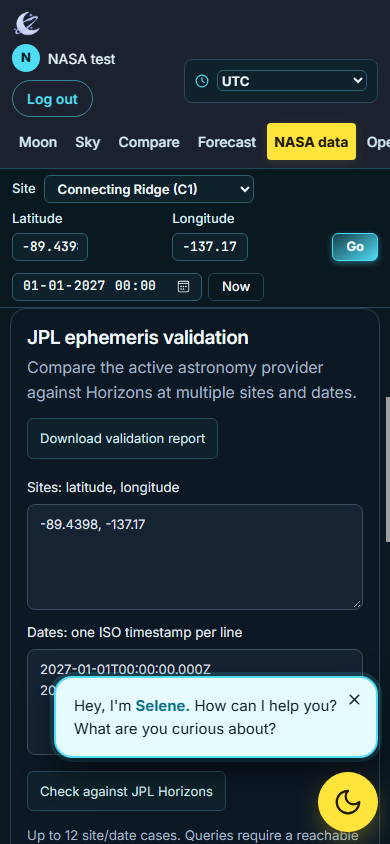 N NASA test
Log out
UTC
Moon Sky Compare Forecast NASA data Ope
Site Connecting Ridge (C1)
Latitude Longitude
-89.439 -137.17 Go
01-01-2027 00:00 Now
JPL ephemeris validation
Compare the active astronomy provider
against Horizons at multiple sites and dates.
Download validation report
Sites: latitude, longitude
-89.4398, -137.17
Dates: one ISO timestamp per line
2027-01-01T00:00:00.000Z
Hey, I'm Selene. How can I help you?
What are you curious about?
Check against JPL Horizons
Up to 12 site/date cases. Queries require a reachable